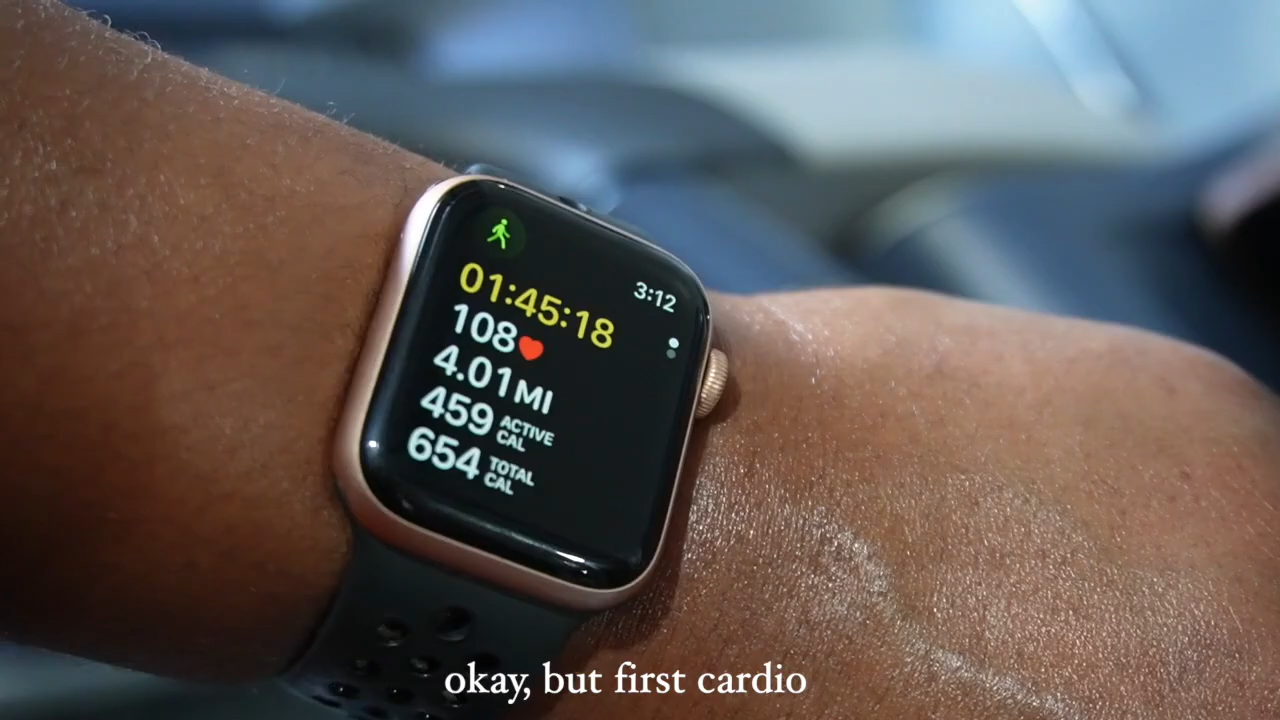 3:12
01:45:18
108
4.01MI
459 ACTIVE CAL
654 TOTAL CAL
okay, but first cardio